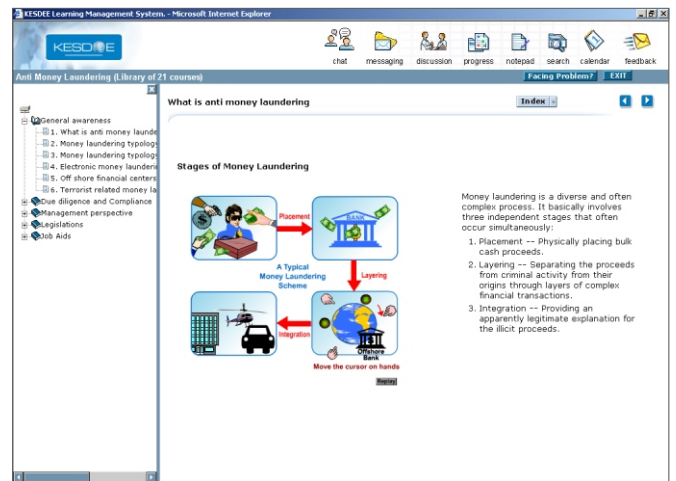 KESDEE Learning Management System. - Microsoft Internet Explorer
KESDEE
chat messaging discussion progress notepad search calendar feedback
Anti Money Laundering (Library of 21 courses)
Facing Problem? EXIT
What is anti money laundering
Index
General awareness
1. What is anti money launde
2. Money laundering typology
3. Money laundering typology
4. Electronic money launderi
5. Off shore financial centers
6. Terrorist related money la
Due diligence and Compliance
Management perspective
Legislations
Job Aids
Stages of Money Laundering
Placement
BANK
A Typical
Money Laundering
Scheme
Layering
Integration
Offshore
Bank
Move the cursor on hands
Replay
Money laundering is a diverse and often
complex process. It basically involves
three independent stages that often
occur simultaneously:
1. Placement -- Physically placing bulk
cash proceeds.
2. Layering -- Separating the proceeds
from criminal activity from their
origins through layers of complex
financial transactions.
3. Integration -- Providing an
apparently legitimate explanation for
the illicit proceeds.